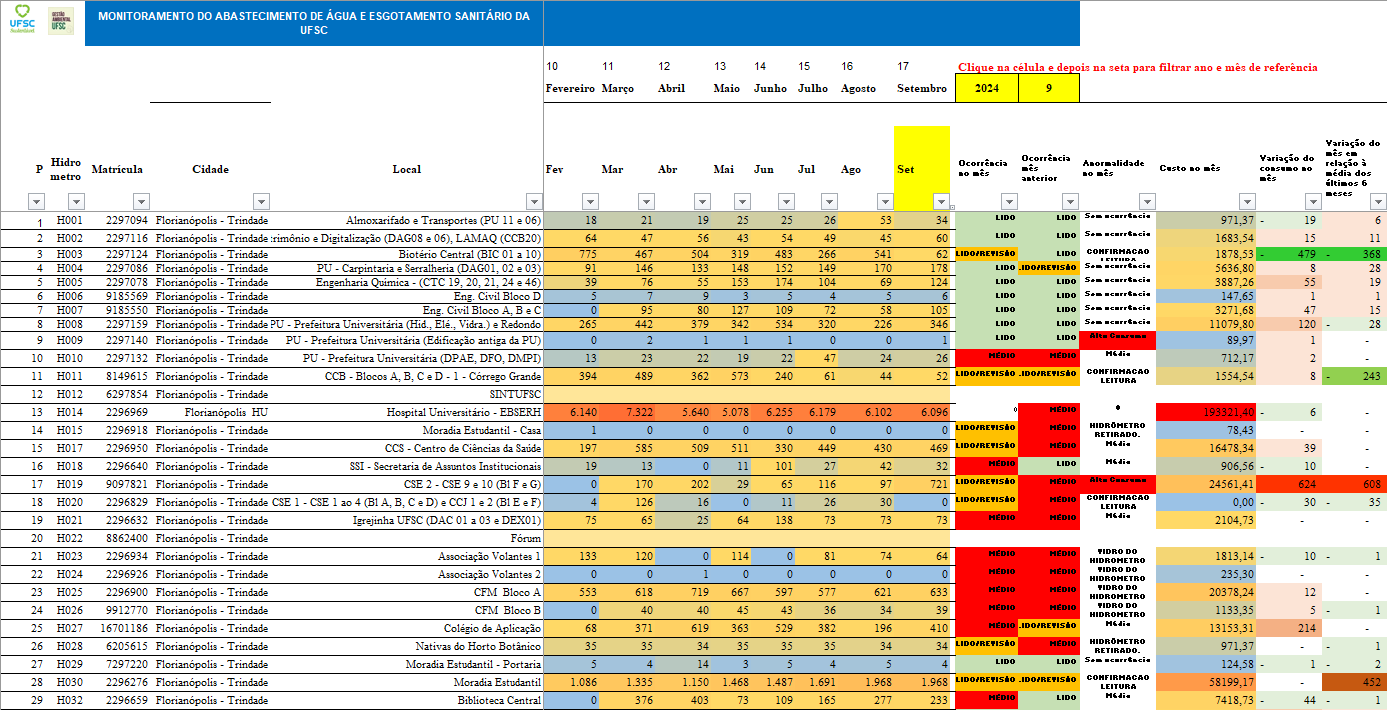 UFSC
Sustentável
GESTÃO
AMBIENTAL
UFSC
MONITORAMENTO DO ABASTECIMENTO DE ÁGUA E ESGOTAMENTO SANITÁRIO DA
UFSC
10 11 12 13 14 15 16 17
Clique na célula e depois na seta para filtrar ano e mês de referência
Fevereiro Março Abril Maio Junho Julho Agosto Setembro 2024 9
P Hidro metro Matrícula Cidade Local Fev Mar Abr Mai Jun Jul Ago Set Ocorrência no mês Ocorrência mês anterior Anormalidade no mês Custo no mês Variação do consumo no mês Variação do mês em relação à média dos últimos 6 meses
1 H001 2297094 Florianópolis - Trindade Almoxarifado e Transportes (PU 11 e 06) 18 21 19 25 25 26 53 34 LIDO LIDO Sem ocorrência 971,37 - 19 6
2 H002 2297116 Florianópolis - Trindade :rimônio e Digitalização (DAG08 e 06), LAMAQ (CCB20) 64 47 56 43 54 49 45 60 LIDO LIDO Sem ocorrência 1683,54 15 11
3 H003 2297124 Florianópolis - Trindade Biotério Central (BIC 01 a 10) 775 467 504 319 483 266 541 62 LIDO/REVISÃO LIDO CONFIRMACAO LEITURA 1878,53 - 479 - 368
4 H004 2297086 Florianópolis - Trindade PU - Carpintaria e Serralheria (DAG01, 02 e 03) 91 146 133 148 152 149 170 178 LIDO .IDO/REVISÃO Sem ocorrência 5636,80 8 28
5 H005 2297078 Florianópolis - Trindade Engenharia Química - (CTC 19, 20, 21, 24 e 46) 39 76 55 153 174 104 69 124 LIDO LIDO Sem ocorrência 3887,26 55 19
6 H006 9185569 Florianópolis - Trindade Eng. Civil Bloco D 5 7 9 3 5 4 5 6 LIDO LIDO Sem ocorrência 147,65 1 1
7 H007 9185550 Florianópolis - Trindade Eng. Civil Bloco A, B e C 0 95 80 127 109 72 58 105 LIDO LIDO Sem ocorrência 3271,68 47 15
8 H008 2297159 Florianópolis - Trindade PU - Prefeitura Universitária (Hid., Elé., Vidra.) e Redondo 265 442 379 342 534 320 226 346 LIDO LIDO Sem ocorrência 11079,80 120 - 28
9 H009 2297140 Florianópolis - Trindade PU - Prefeitura Universitária (Edificação antiga da PU) 0 2 1 1 1 0 0 1 LIDO LIDO Alto Consumo 89,97 1 -
10 H010 2297132 Florianópolis - Trindade PU - Prefeitura Universitária (DPAE, DFO, DMPI) 13 23 22 19 22 47 24 26 MÉDIO MÉDIO Média 712,17 2 -
11 H011 8149615 Florianópolis - Trindade CCB - Blocos A, B, C e D - 1 - Córrego Grande 394 489 362 573 240 61 44 52 LIDO/REVISÃO .IDO/REVISÃO CONFIRMACAO LEITURA 1554,54 8 - 243
12 H012 6297854 Florianópolis - Trindade SINTUFSC
13 H014 2296969 Florianópolis HU Hospital Universitário - EBSERH 6.140 7.322 5.640 5.078 6.255 6.179 6.102 6.096 0 MÉDIO 0 193321,40 - 6 -
14 H015 2296918 Florianópolis - Trindade Moradia Estudantil - Casa 1 0 0 0 0 0 0 0 LIDO/REVISÃO MÉDIO HIDRÔMETRO RETIRADO. 78,43 - -
15 H017 2296950 Florianópolis - Trindade CCS - Centro de Ciências da Saúde 197 585 509 511 330 449 430 469 LIDO/REVISÃO MÉDIO Média 16478,34 39 -
16 H018 2296640 Florianópolis - Trindade SSI - Secretaria de Assuntos Institucionais 19 13 0 11 101 27 42 32 MÉDIO LIDO Média 906,56 - 10 -
17 H019 9097821 Florianópolis - Trindade CSE 2 - CSE 9 e 10 (Bl F e G) 0 170 202 29 65 116 97 721 LIDO/REVISÃO MÉDIO Alto Consumo 24561,41 624 608
18 H020 2296829 Florianópolis - Trindade CSE 1 - CSE 1 ao 4 (Bl A, B, C e D) e CCJ 1 e 2 (Bl E e F) 4 126 16 0 11 26 30 0 LIDO/REVISÃO MÉDIO CONFIRMACAO LEITURA 0,00 - 30 - 35
19 H021 2296632 Florianópolis - Trindade Igrejinha UFSC (DAC 01 a 03 e DEX01) 75 65 25 64 138 73 73 73 MÉDIO MÉDIO Média 2104,73 - -
20 H022 8862400 Florianópolis - Trindade Fórum
21 H023 2296934 Florianópolis - Trindade Associação Volantes 1 133 120 0 114 0 81 74 64 MÉDIO MÉDIO VIDRO DO HIDROMETRO 1813,14 - 10 - 1
22 H024 2296926 Florianópolis - Trindade Associação Volantes 2 0 0 1 0 0 0 0 0 MÉDIO MÉDIO VIDRO DO HIDROMETRO 235,30 - -
23 H025 2296900 Florianópolis - Trindade CFM Bloco A 553 618 719 667 597 577 621 633 MÉDIO MÉDIO VIDRO DO HIDROMETRO 20378,24 12 -
24 H026 9912770 Florianópolis - Trindade CFM Bloco B 0 40 40 45 43 36 34 39 MÉDIO MÉDIO VIDRO DO HIDROMETRO 1133,35 5 - 1
25 H027 16701186 Florianópolis - Trindade Colégio de Aplicação 68 371 619 363 529 382 196 410 MÉDIO .IDO/REVISÃO Média 13153,31 214 -
26 H028 6205615 Florianópolis - Trindade Nativas do Horto Botânico 35 35 34 35 35 35 34 34 LIDO/REVISÃO MÉDIO HIDRÔMETRO RETIRADO. 971,37 - - 1
27 H029 7297220 Florianópolis - Trindade Moradia Estudantil - Portaria 5 4 14 3 5 4 5 4 LIDO LIDO Sem ocorrência 124,58 - 1 - 2
28 H030 2296276 Florianópolis - Trindade Moradia Estudantil 1.086 1.335 1.150 1.468 1.487 1.691 1.968 1.968 LIDO/REVISÃO .IDO/REVISÃO CONFIRMACAO LEITURA 58199,17 - 452
29 H032 2296659 Florianópolis - Trindade Biblioteca Central 0 376 403 73 109 165 277 233 MÉDIO LIDO Média 7418,73 - 44 - 1